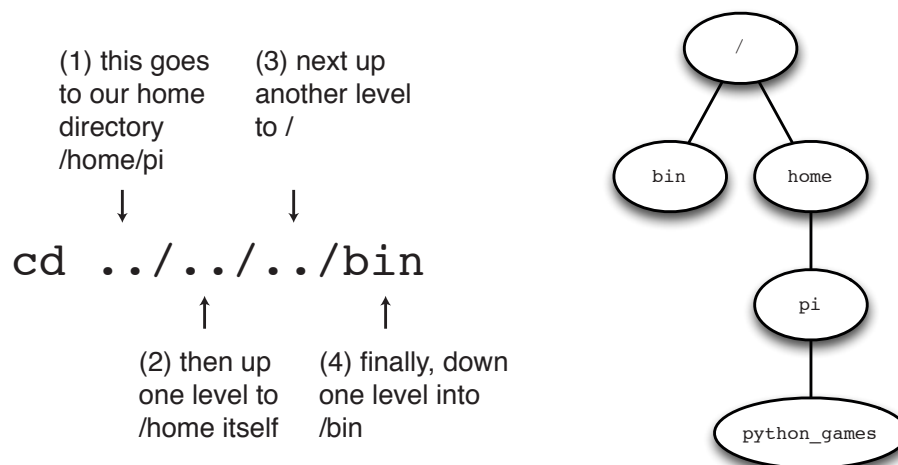 (1) this goes
to our home
directory
/home/pi
(3) next up
another level
to /
cd ../../../bin
(2) then up
one level to
/home itself
(4) finally, down
one level into
/bin
/
bin
home
pi
python_games